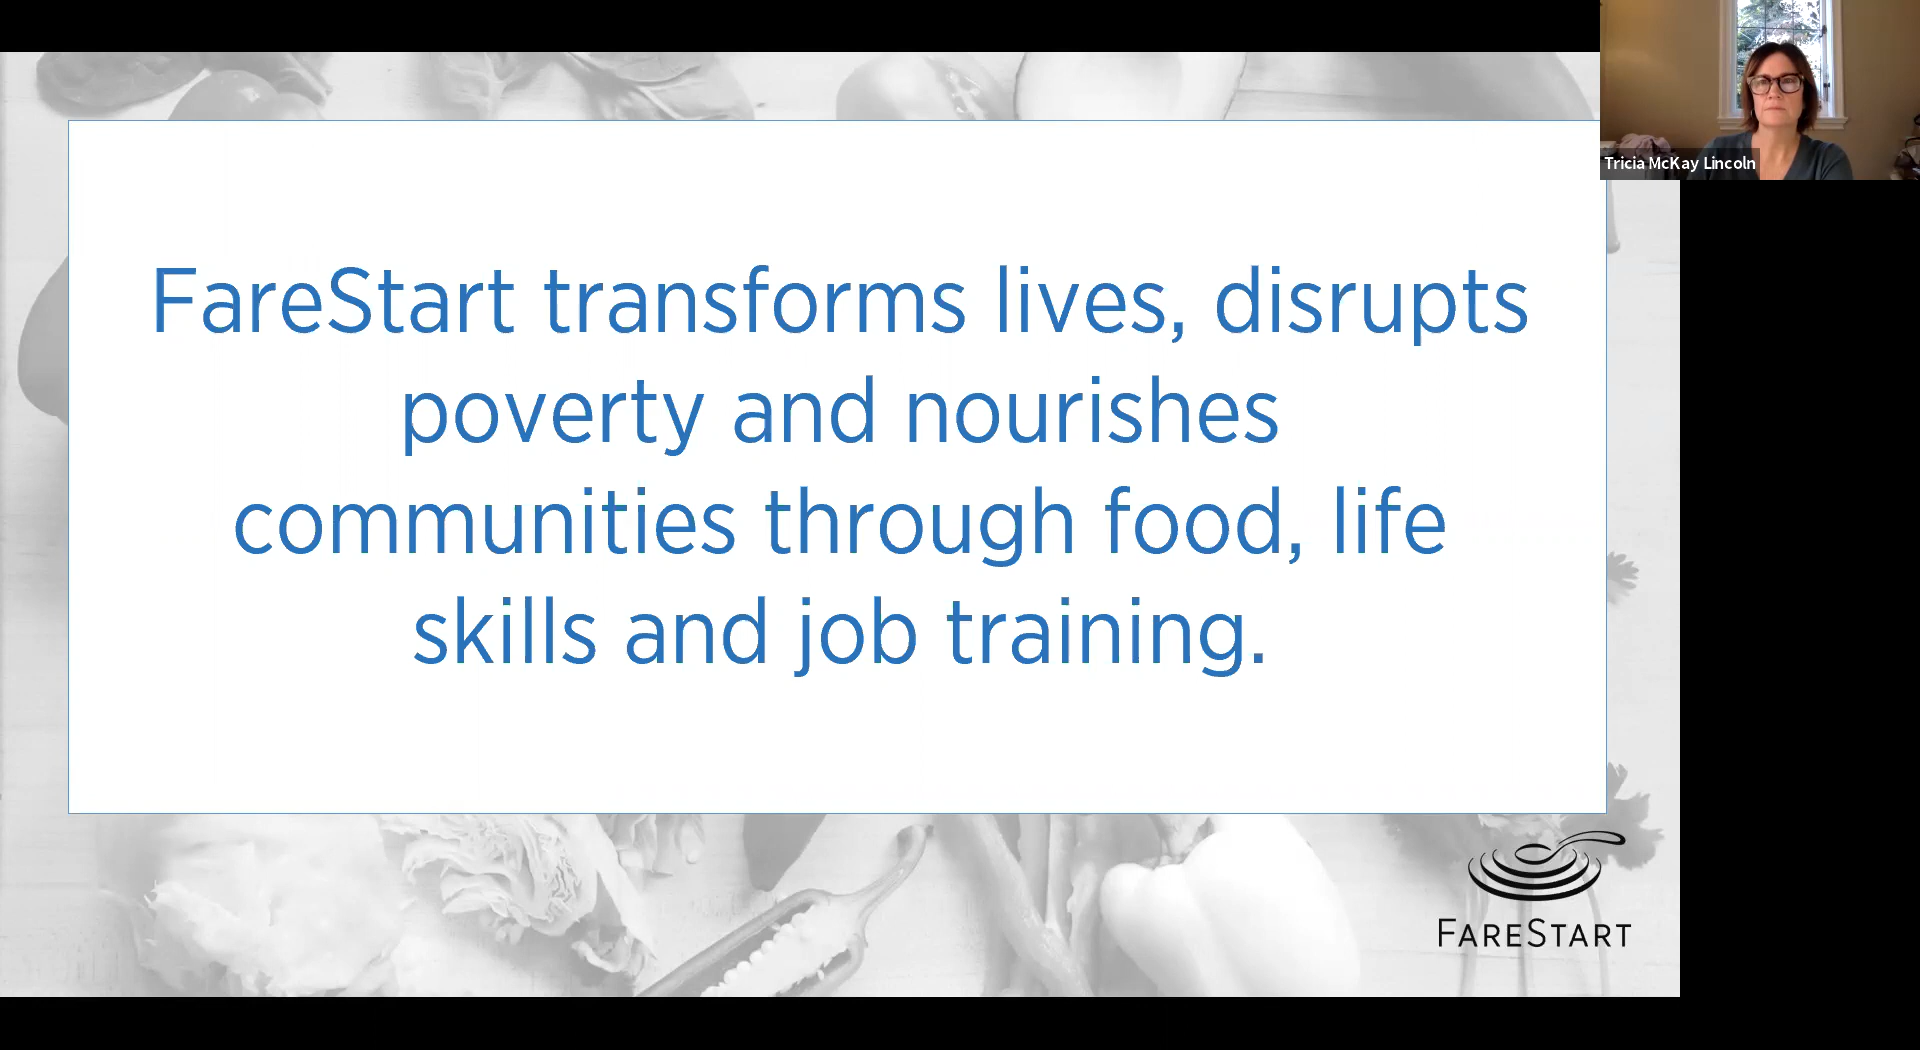 Tricia McKay Lincoln
FareStart transforms lives, disrupts
poverty and nourishes
communities through food, life
skills and job training.
FARESTART